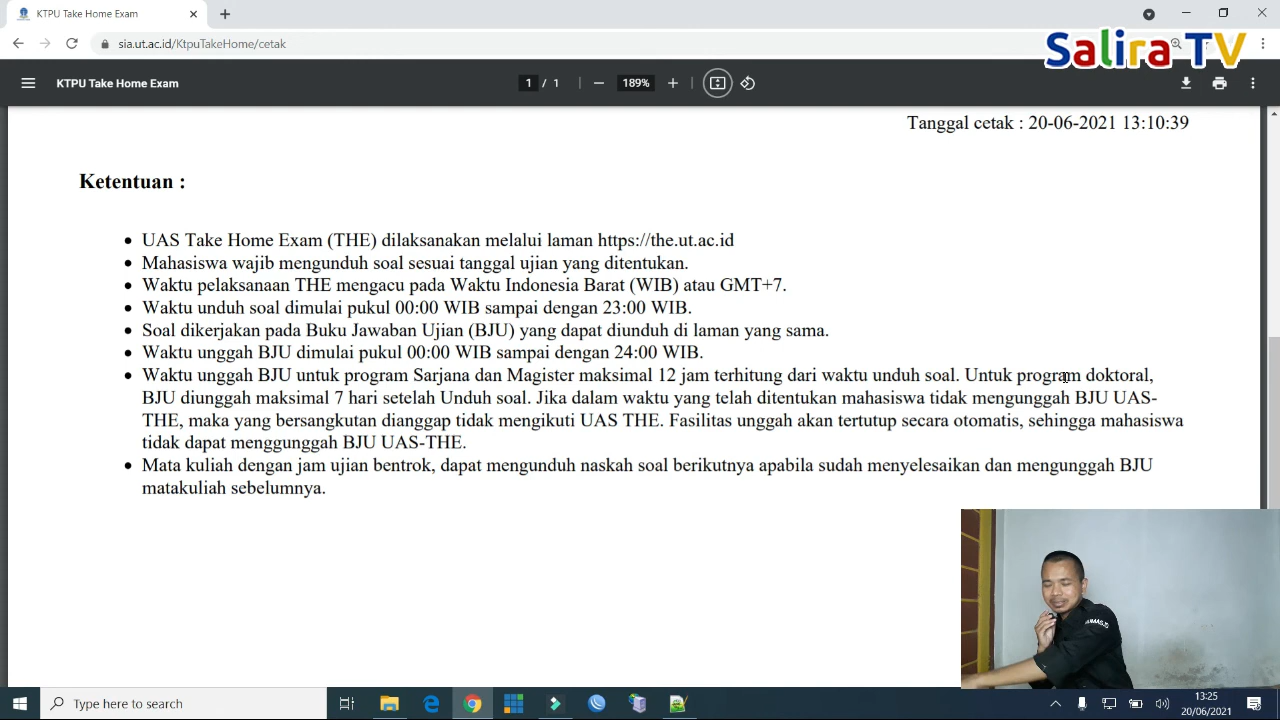 KTPU Take Home Exam
sia.ut.ac.id/KtpuTakeHome/cetak
Salira TV
KTPU Take Home Exam
1 / 1
189%
Tanggal cetak : 20-06-2021 13:10:39
Ketentuan :
UAS Take Home Exam (THE) dilaksanakan melalui laman https://the.ut.ac.id
Mahasiswa wajib mengunduh soal sesuai tanggal ujian yang ditentukan.
Waktu pelaksanaan THE mengacu pada Waktu Indonesia Barat (WIB) atau GMT+7.
Waktu unduh soal dimulai pukul 00:00 WIB sampai dengan 23:00 WIB.
Soal dikerjakan pada Buku Jawaban Ujian (BJU) yang dapat diunduh di laman yang sama.
Waktu unggah BJU dimulai pukul 00:00 WIB sampai dengan 24:00 WIB.
Waktu unggah BJU untuk program Sarjana dan Magister maksimal 12 jam terhitung dari waktu unduh soal. Untuk program doktoral,
BJU diunggah maksimal 7 hari setelah Unduh soal. Jika dalam waktu yang telah ditentukan mahasiswa tidak mengunggah BJU UAS-
THE, maka yang bersangkutan dianggap tidak mengikuti UAS THE. Fasilitas unggah akan tertutup secara otomatis, sehingga mahasiswa
tidak dapat menggunggah BJU UAS-THE.
Mata kuliah dengan jam ujian bentrok, dapat mengunduh naskah soal berikutnya apabila sudah menyelesaikan dan mengunggah BJU
matakuliah sebelumnya.
Type here to search
13:25
20/06/2021